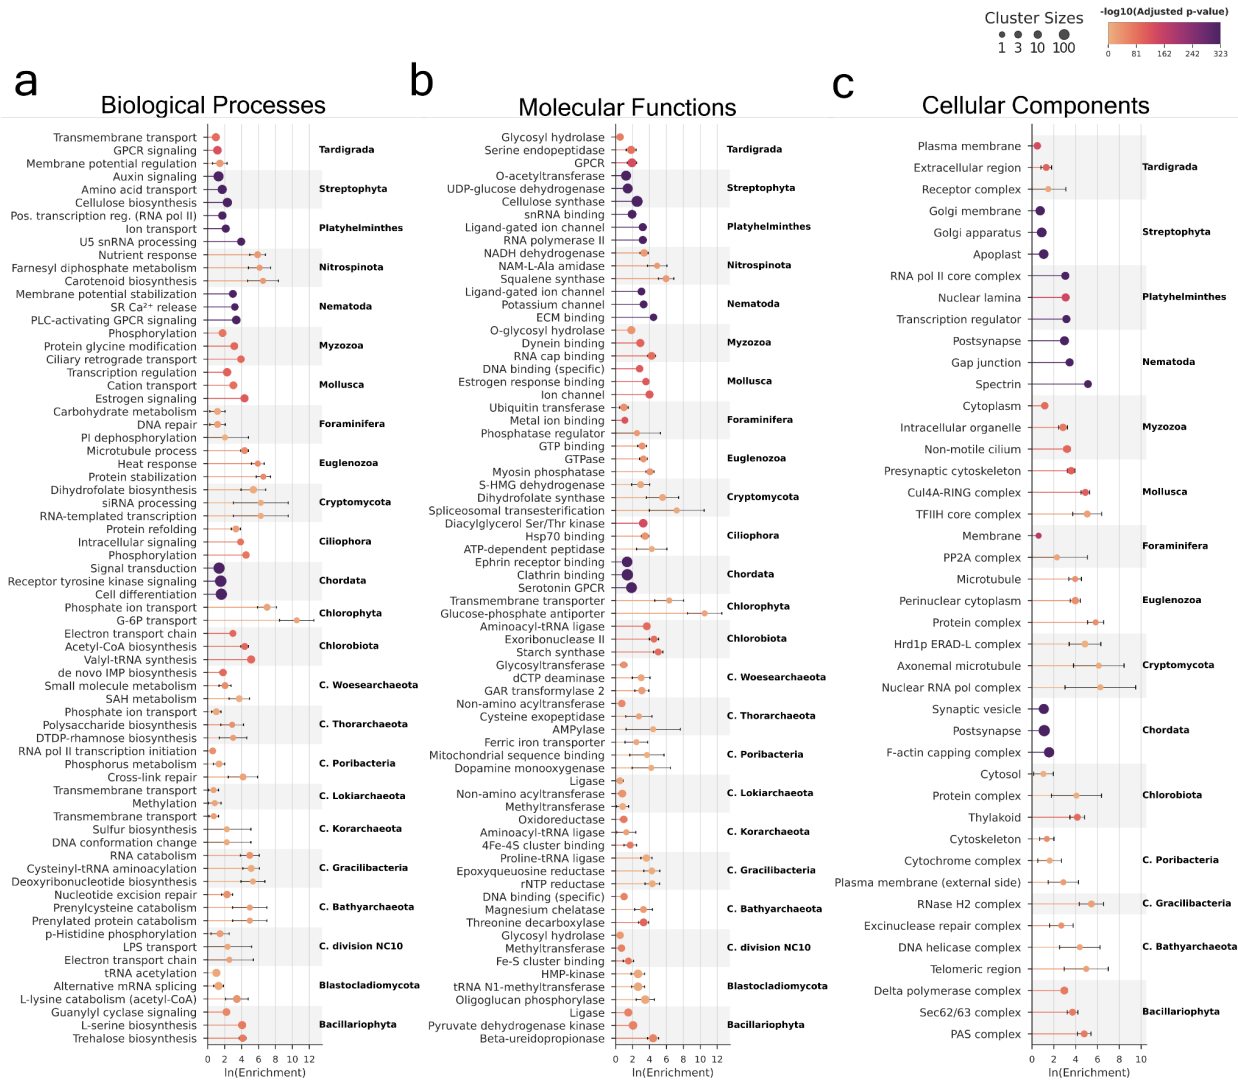 Cluster Sizes
1 3 10 100
-log10(Adjusted p-value)
0 81 162 242 323
a
Biological Processes
Transmembrane transport
GPCR signaling
Membrane potential regulation
Tardigrada
Auxin signaling
Amino acid transport
Cellulose biosynthesis
Streptophyta
Pos. transcription reg. (RNA pol II)
Ion transport
U5 snRNA processing
Platyhelminthes
Nutrient response
Farnesyl diphosphate metabolism
Carotenoid biosynthesis
Nitrospinota
Membrane potential stabilization
SR Ca²⁺ release
PLC-activating GPCR signaling
Nematoda
Phosphorylation
Protein glycine modification
Ciliary retrograde transport
Myzozoa
Transcription regulation
Cation transport
Estrogen signaling
Mollusca
Carbohydrate metabolism
DNA repair
PI dephosphorylation
Foraminifera
Microtubule process
Heat response
Protein stabilization
Euglenozoa
Dihydrofolate biosynthesis
siRNA processing
RNA-templated transcription
Cryptomycota
Protein refolding
Intracellular signaling
Phosphorylation
Ciliophora
Signal transduction
Receptor tyrosine kinase signaling
Cell differentiation
Chordata
Phosphate ion transport
G-6P transport
Chlorophyta
Electron transport chain
Acetyl-CoA biosynthesis
Valyl-tRNA synthesis
Chlorobiota
de novo IMP biosynthesis
Small molecule metabolism
SAH metabolism
C. Woesearchaeota
Phosphate ion transport
Polysaccharide biosynthesis
DTDP-rhamnose biosynthesis
C. Thorarchaeota
RNA pol II transcription initiation
Phosphorus metabolism
Cross-link repair
C. Poribacteria
Transmembrane transport
Methylation
C. Lokiarchaeota
Transmembrane transport
Sulfur biosynthesis
DNA conformation change
C. Korarchaeota
RNA catabolism
Cysteinyl-tRNA aminoacylation
Deoxyribonucleotide biosynthesis
C. Gracilibacteria
Nucleotide excision repair
Prenylcysteine catabolism
Prenylated protein catabolism
C. Bathyarchaeota
p-Histidine phosphorylation
LPS transport
Electron transport chain
C. division NC10
tRNA acetylation
Alternative mRNA splicing
L-lysine catabolism (acetyl-CoA)
Blastocladiomycota
Guanylyl cyclase signaling
L-serine biosynthesis
Trehalose biosynthesis
Bacillariophyta
0 2 4 6 8 10 12
ln(Enrichment)
b
Molecular Functions
Glycosyl hydrolase
Serine endopeptidase
GPCR
Tardigrada
O-acetyltransferase
UDP-glucose dehydrogenase
Cellulose synthase
Streptophyta
snRNA binding
Ligand-gated ion channel
RNA polymerase II
Platyhelminthes
NADH dehydrogenase
NAM-L-Ala amidase
Squalene synthase
Nitrospinota
Ligand-gated ion channel
Potassium channel
ECM binding
Nematoda
O-glycosyl hydrolase
Dynein binding
RNA cap binding
Myzozoa
DNA binding (specific)
Estrogen response binding
Ion channel
Mollusca
Ubiquitin transferase
Metal ion binding
Phosphatase regulator
Foraminifera
GTP binding
GTPase
Myosin phosphatase
Euglenozoa
S-HMG dehydrogenase
Dihydrofolate synthase
Spliceosomal transesterification
Cryptomycota
Diacylglycerol Ser/Thr kinase
Hsp70 binding
ATP-dependent peptidase
Ciliophora
Ephrin receptor binding
Clathrin binding
Serotonin GPCR
Chordata
Transmembrane transporter
Glucose-phosphate antiporter
Chlorophyta
Aminoacyl-tRNA ligase
Exoribonuclease II
Starch synthase
Chlorobiota
Glycosyltransferase
dCTP deaminase
GAR transformylase 2
C. Woesearchaeota
Non-amino acyltransferase
Cysteine exopeptidase
AMPylase
C. Thorarchaeota
Ferric iron transporter
Mitochondrial sequence binding
Dopamine monooxygenase
C. Poribacteria
Ligase
Non-amino acyltransferase
Methyltransferase
C. Lokiarchaeota
Oxidoreductase
Aminoacyl-tRNA ligase
4Fe-4S cluster binding
C. Korarchaeota
Proline-tRNA ligase
Epoxyqueuosine reductase
rNTP reductase
C. Gracilibacteria
DNA binding (specific)
Magnesium chelatase
Threonine decarboxylase
C. Bathyarchaeota
Glycosyl hydrolase
Methyltransferase
Fe-S cluster binding
C. division NC10
HMP-kinase
tRNA N1-methyltransferase
Oligoglucan phosphorylase
Blastocladiomycota
Ligase
Pyruvate dehydrogenase kinase
Beta-ureidopropionase
Bacillariophyta
0 2 4 6 8 10 12
ln(Enrichment)
c
Cellular Components
Plasma membrane
Extracellular region
Receptor complex
Tardigrada
Golgi membrane
Golgi apparatus
Apoplast
Streptophyta
RNA pol II core complex
Nuclear lamina
Transcription regulator
Platyhelminthes
Postsynapse
Gap junction
Spectrin
Nematoda
Cytoplasm
Intracellular organelle
Non-motile cilium
Myzozoa
Presynaptic cytoskeleton
Cul4A-RING complex
TFIIH core complex
Mollusca
Membrane
PP2A complex
Foraminifera
Microtubule
Perinuclear cytoplasm
Protein complex
Euglenozoa
Hrd1p ERAD-L complex
Axonemal microtubule
Nuclear RNA pol complex
Cryptomycota
Synaptic vesicle
Postsynapse
F-actin capping complex
Chordata
Cytosol
Protein complex
Thylakoid
Chlorobiota
Cytoskeleton
Cytochrome complex
Plasma membrane (external side)
C. Poribacteria
RNase H2 complex
C. Gracilibacteria
Excinuclease repair complex
DNA helicase complex
Telomeric region
C. Bathyarchaeota
Delta polymerase complex
Sec62/63 complex
PAS complex
Bacillariophyta
0 2 4 6 8 10
ln(Enrichment)